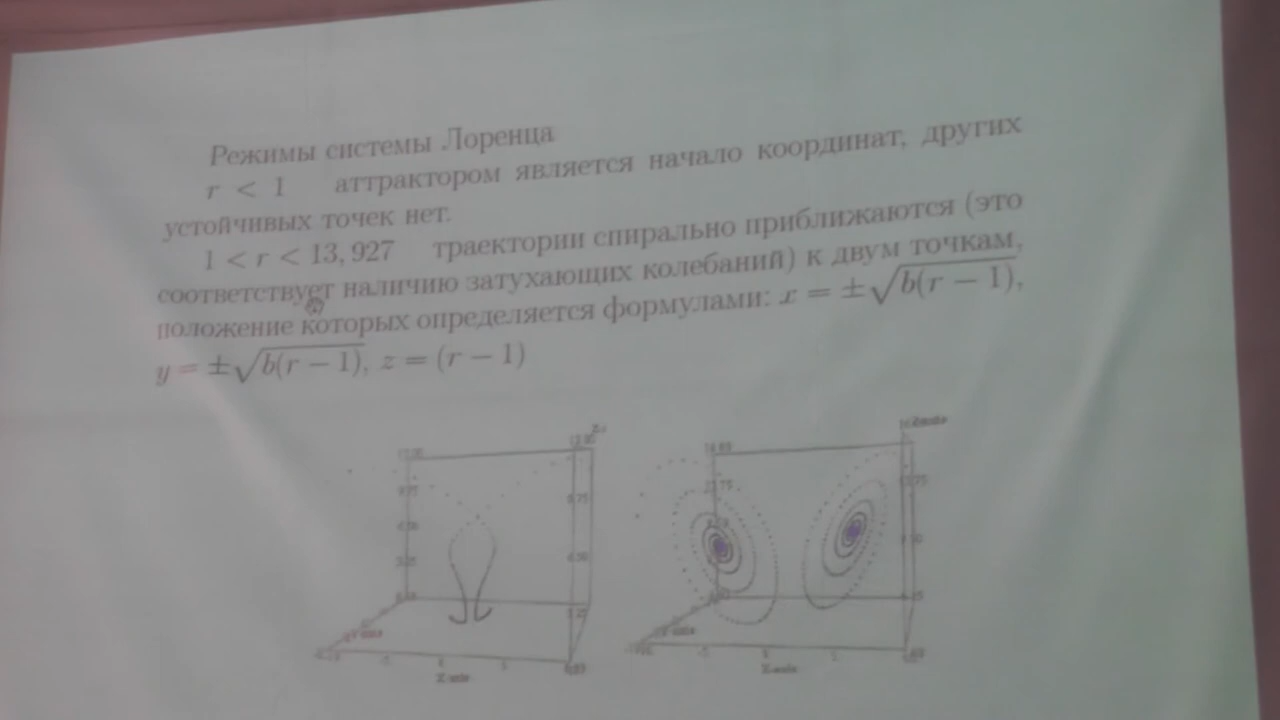 Режимы системы Лоренца
r < 1 аттрактором является начало координат, других
устойчивых точек нет.
1 < r < 13, 927 траектории спирально приближаются (это
соответствует наличию затухающих колебаний) к двум точкам,
положение которых определяется формулами: x = ±√b(r − 1),
y = ±√b(r − 1), z = (r − 1)